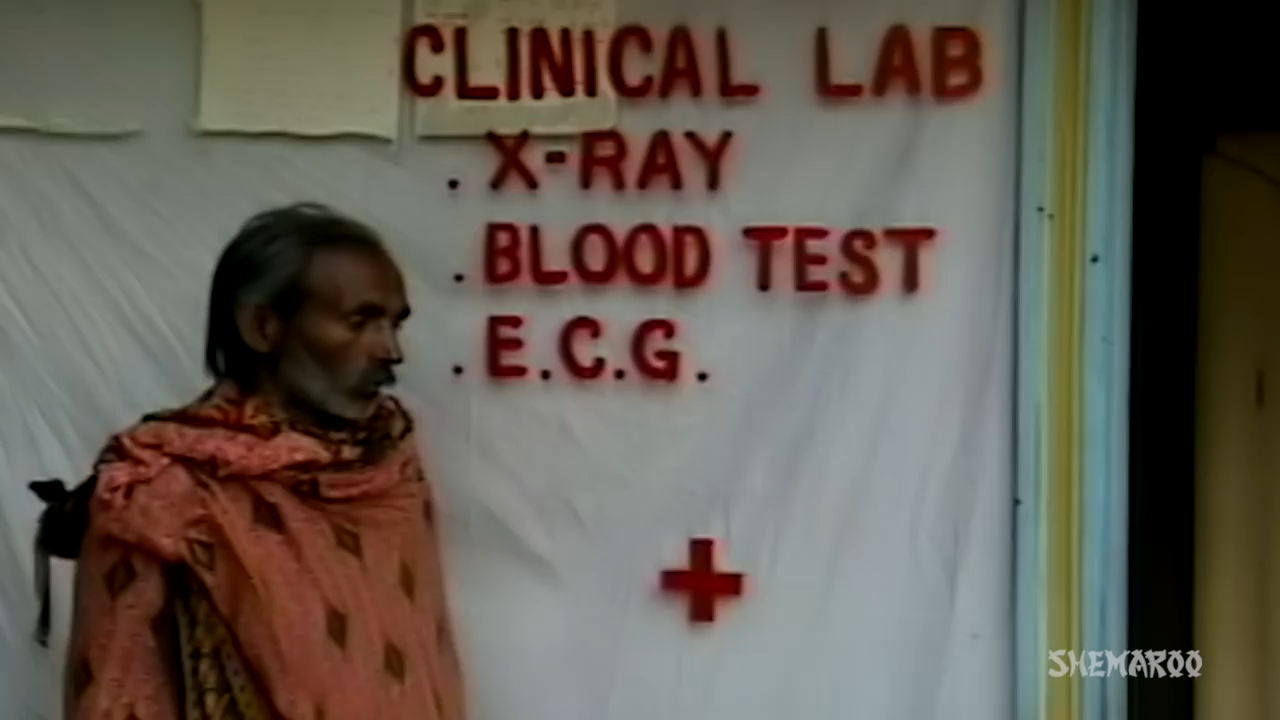 CLINICAL LAB
. X-RAY
. BLOOD TEST
. E.C.G.
SHEMAROO